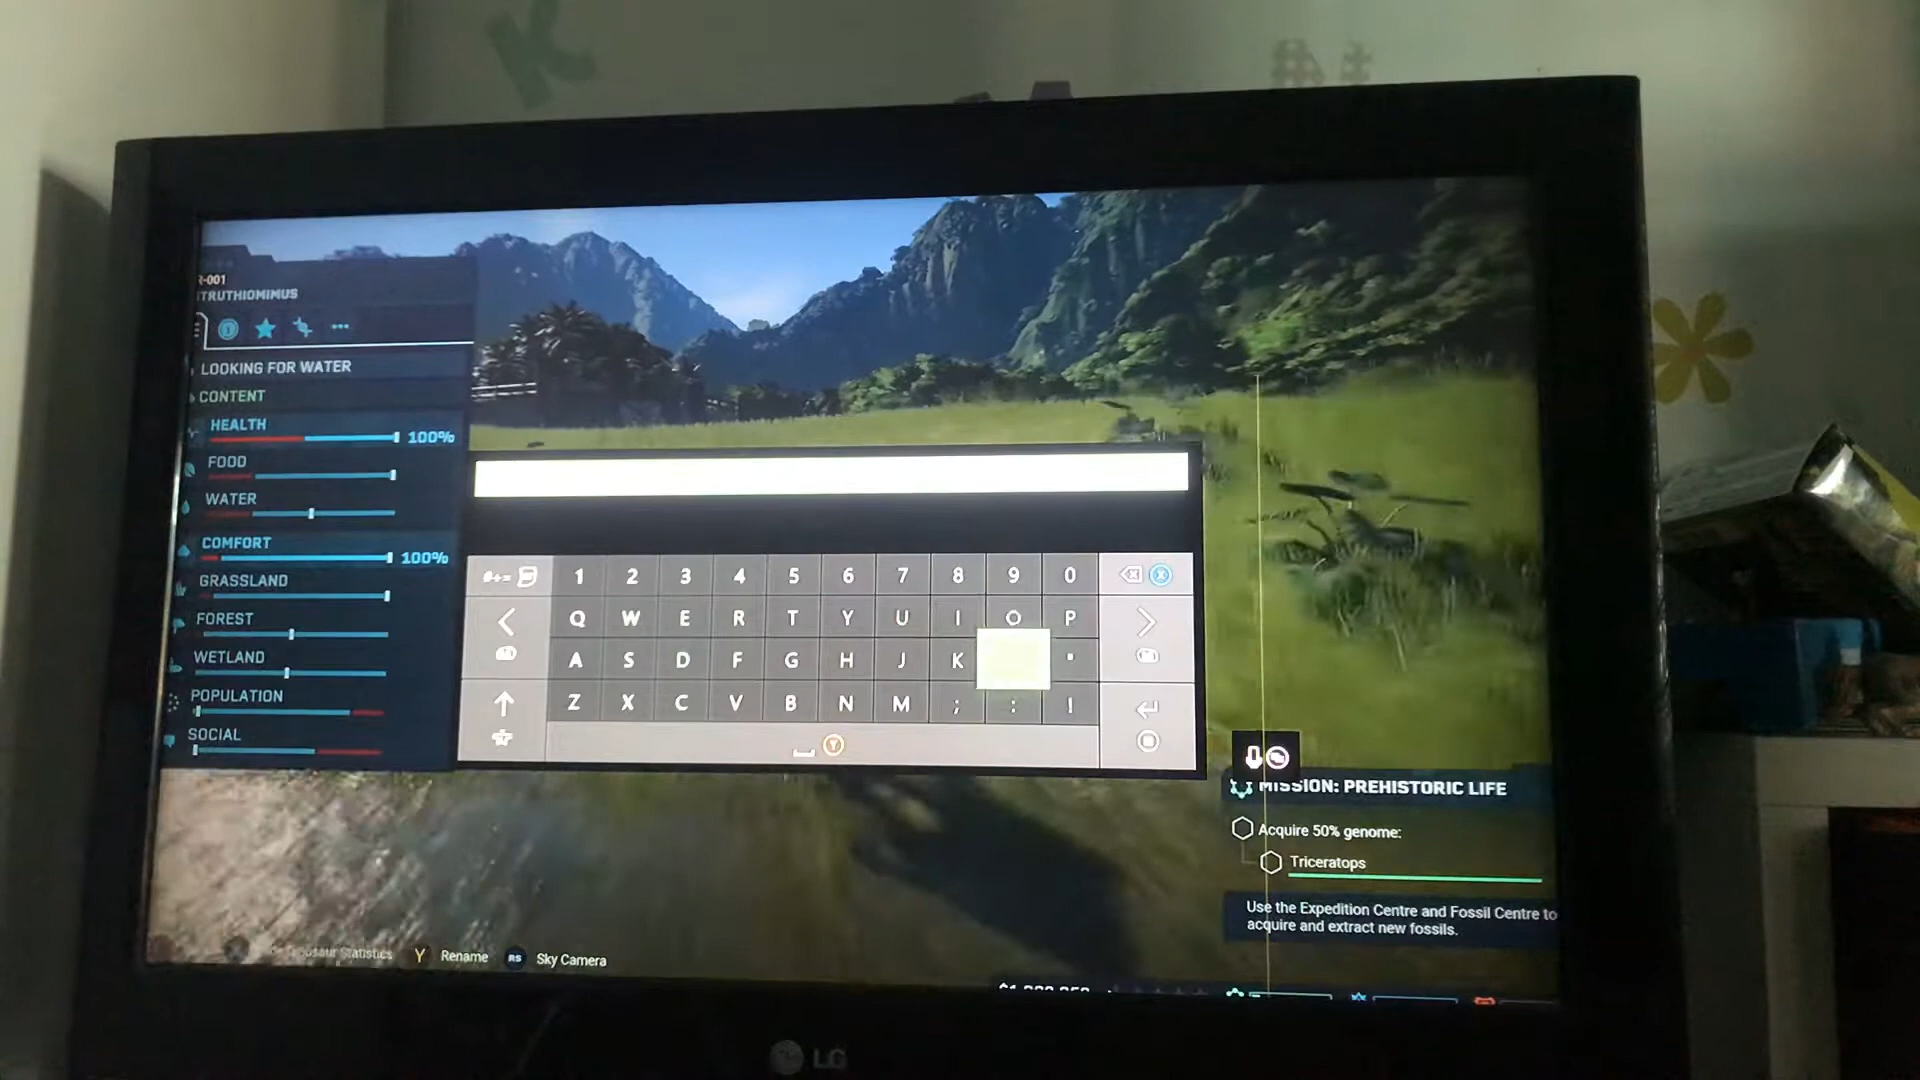 R-001
TRUTHIOMIMUS
LOOKING FOR WATER
CONTENT
HEALTH
100%
FOOD
WATER
COMFORT
100%
GRASSLAND
FOREST
WETLAND
POPULATION
SOCIAL
#+=
1 2 3 4 5 6 7 8 9 0
Q W E R T Y U I O P
A S D F G H J K
Z X C V B N M ; : !
Y
MISSION: PREHISTORIC LIFE
Acquire 50% genome:
Triceratops
Use the Expedition Centre and Fossil Centre to
acquire and extract new fossils.
Statistics
Y Rename RS Sky Camera
LG
K
N